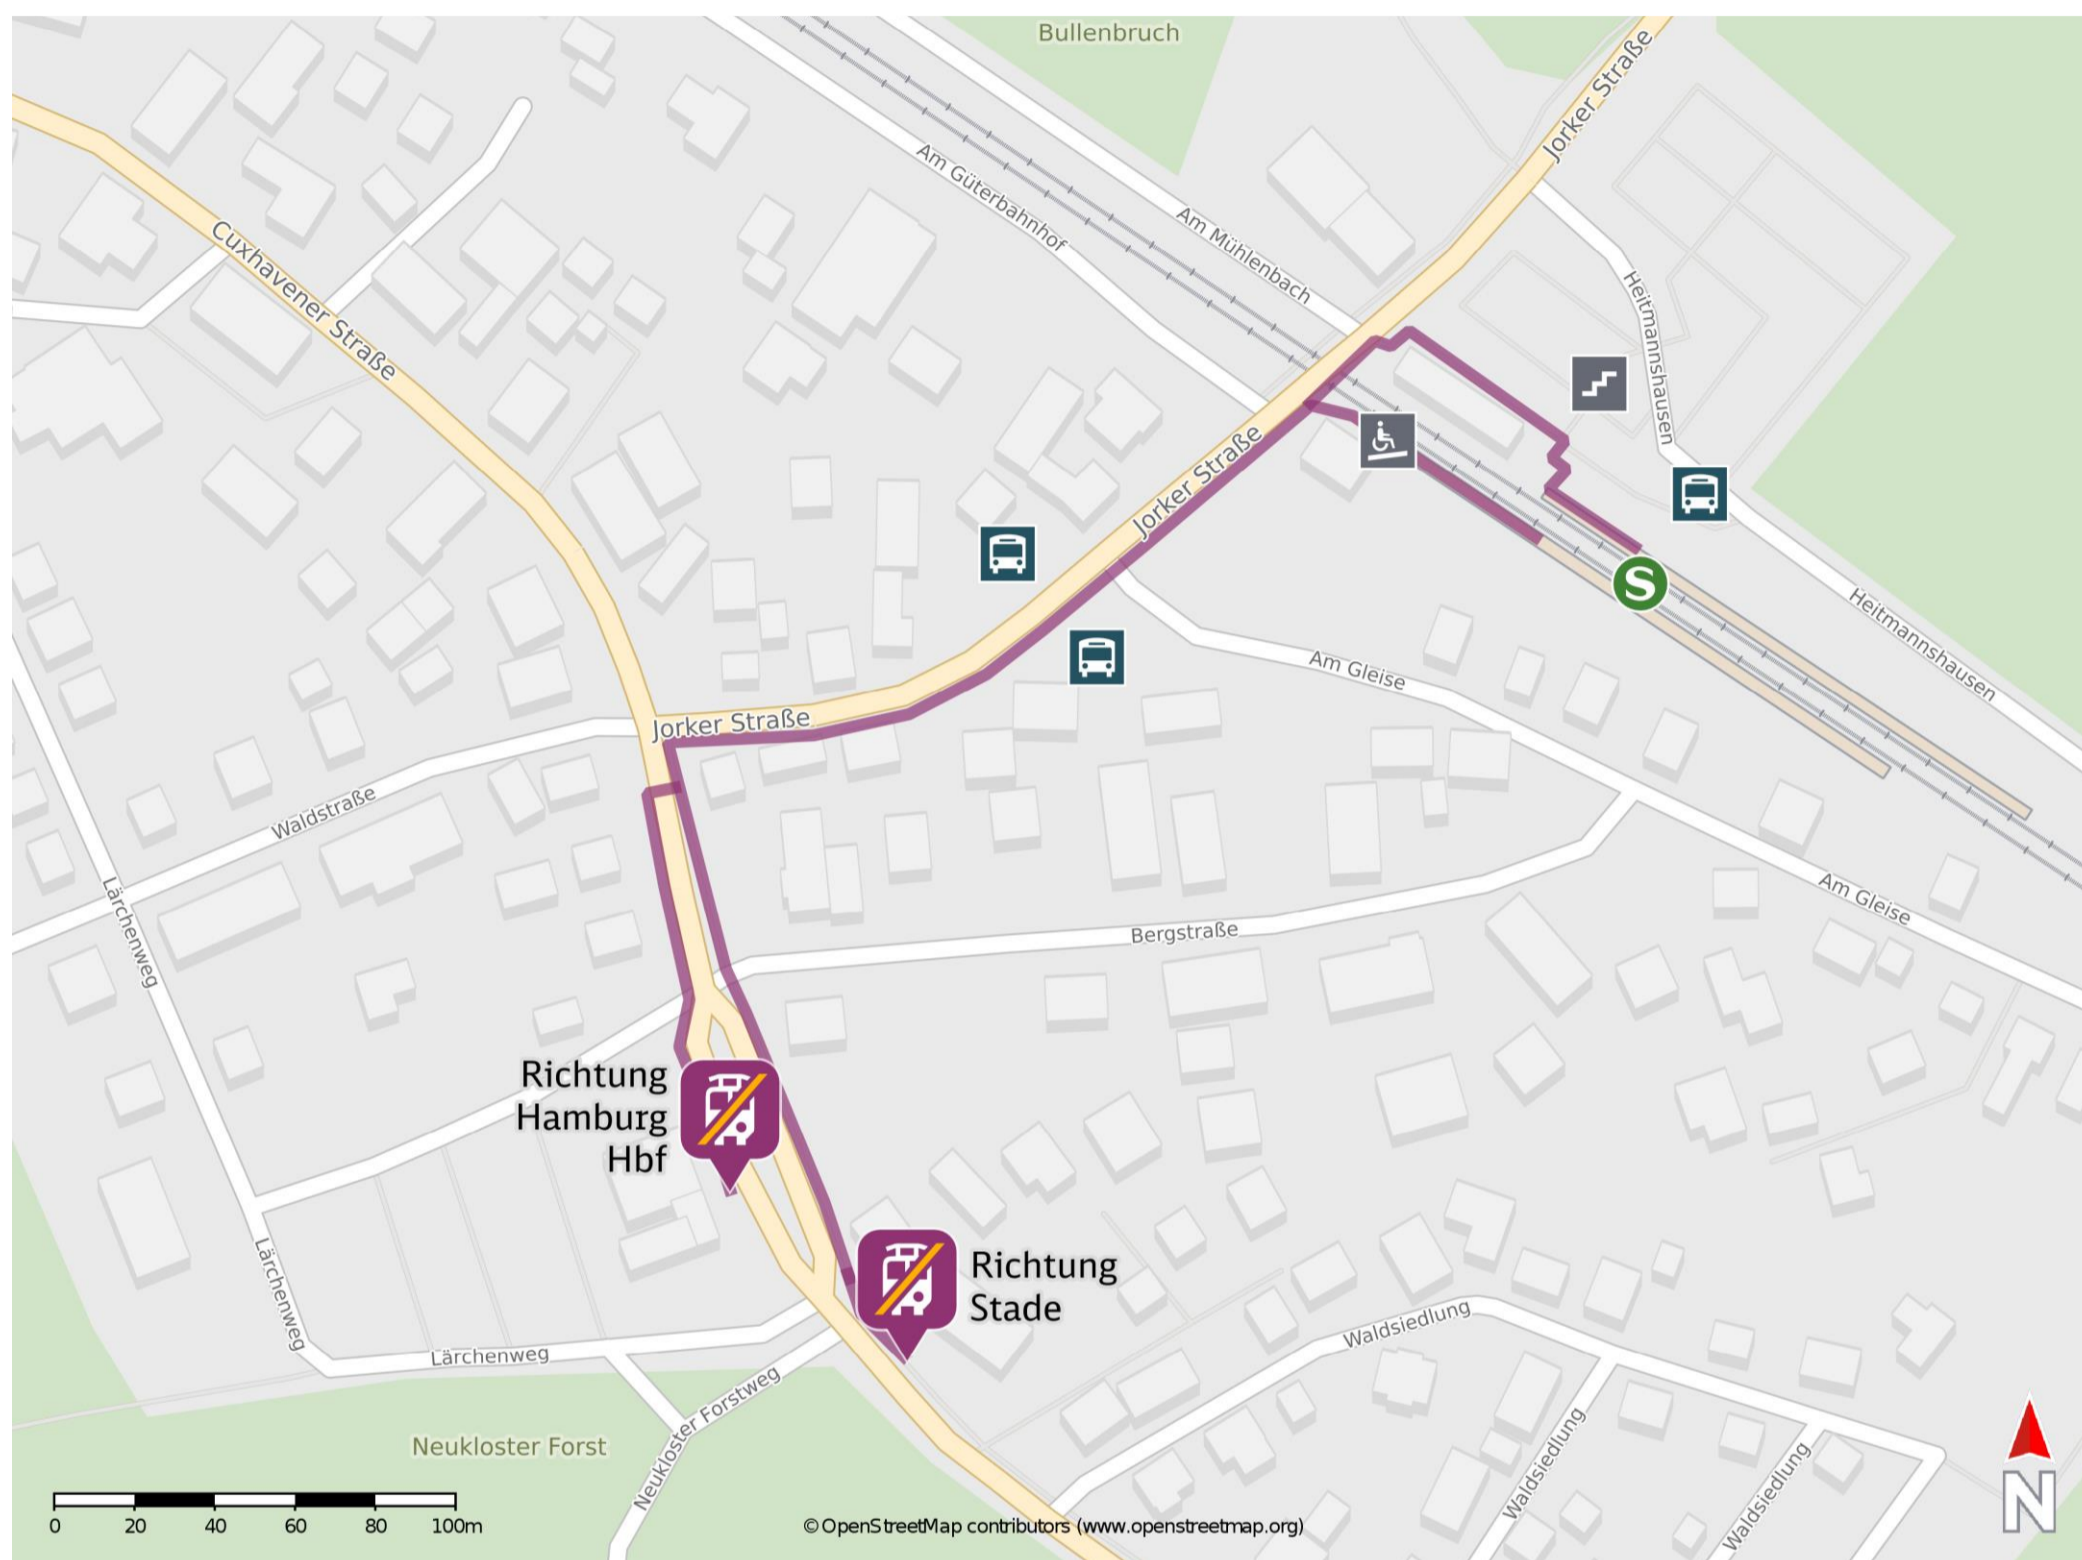 Bullenbruch
Jorker Straße
Am Güterbahnhof
Am Mühlenbach
Cuxhavener Straße
Heitmannshausen
Jorker Straße
S
Heitmannshausen
Am Gleise
Jorker Straße
Waldstraße
Lärchenweg
Am Gleise
Bergstraße
Richtung
Hamburg
Hbf
Richtung
Stade
Lärchenweg
Lärchenweg
Waldsiedlung
Neukloster Forstweg
Neukloster Forst
Waldsiedlung
Waldsiedlung
N
0 20 40 60 80 100m
© OpenStreetMap contributors (www.openstreetmap.org)